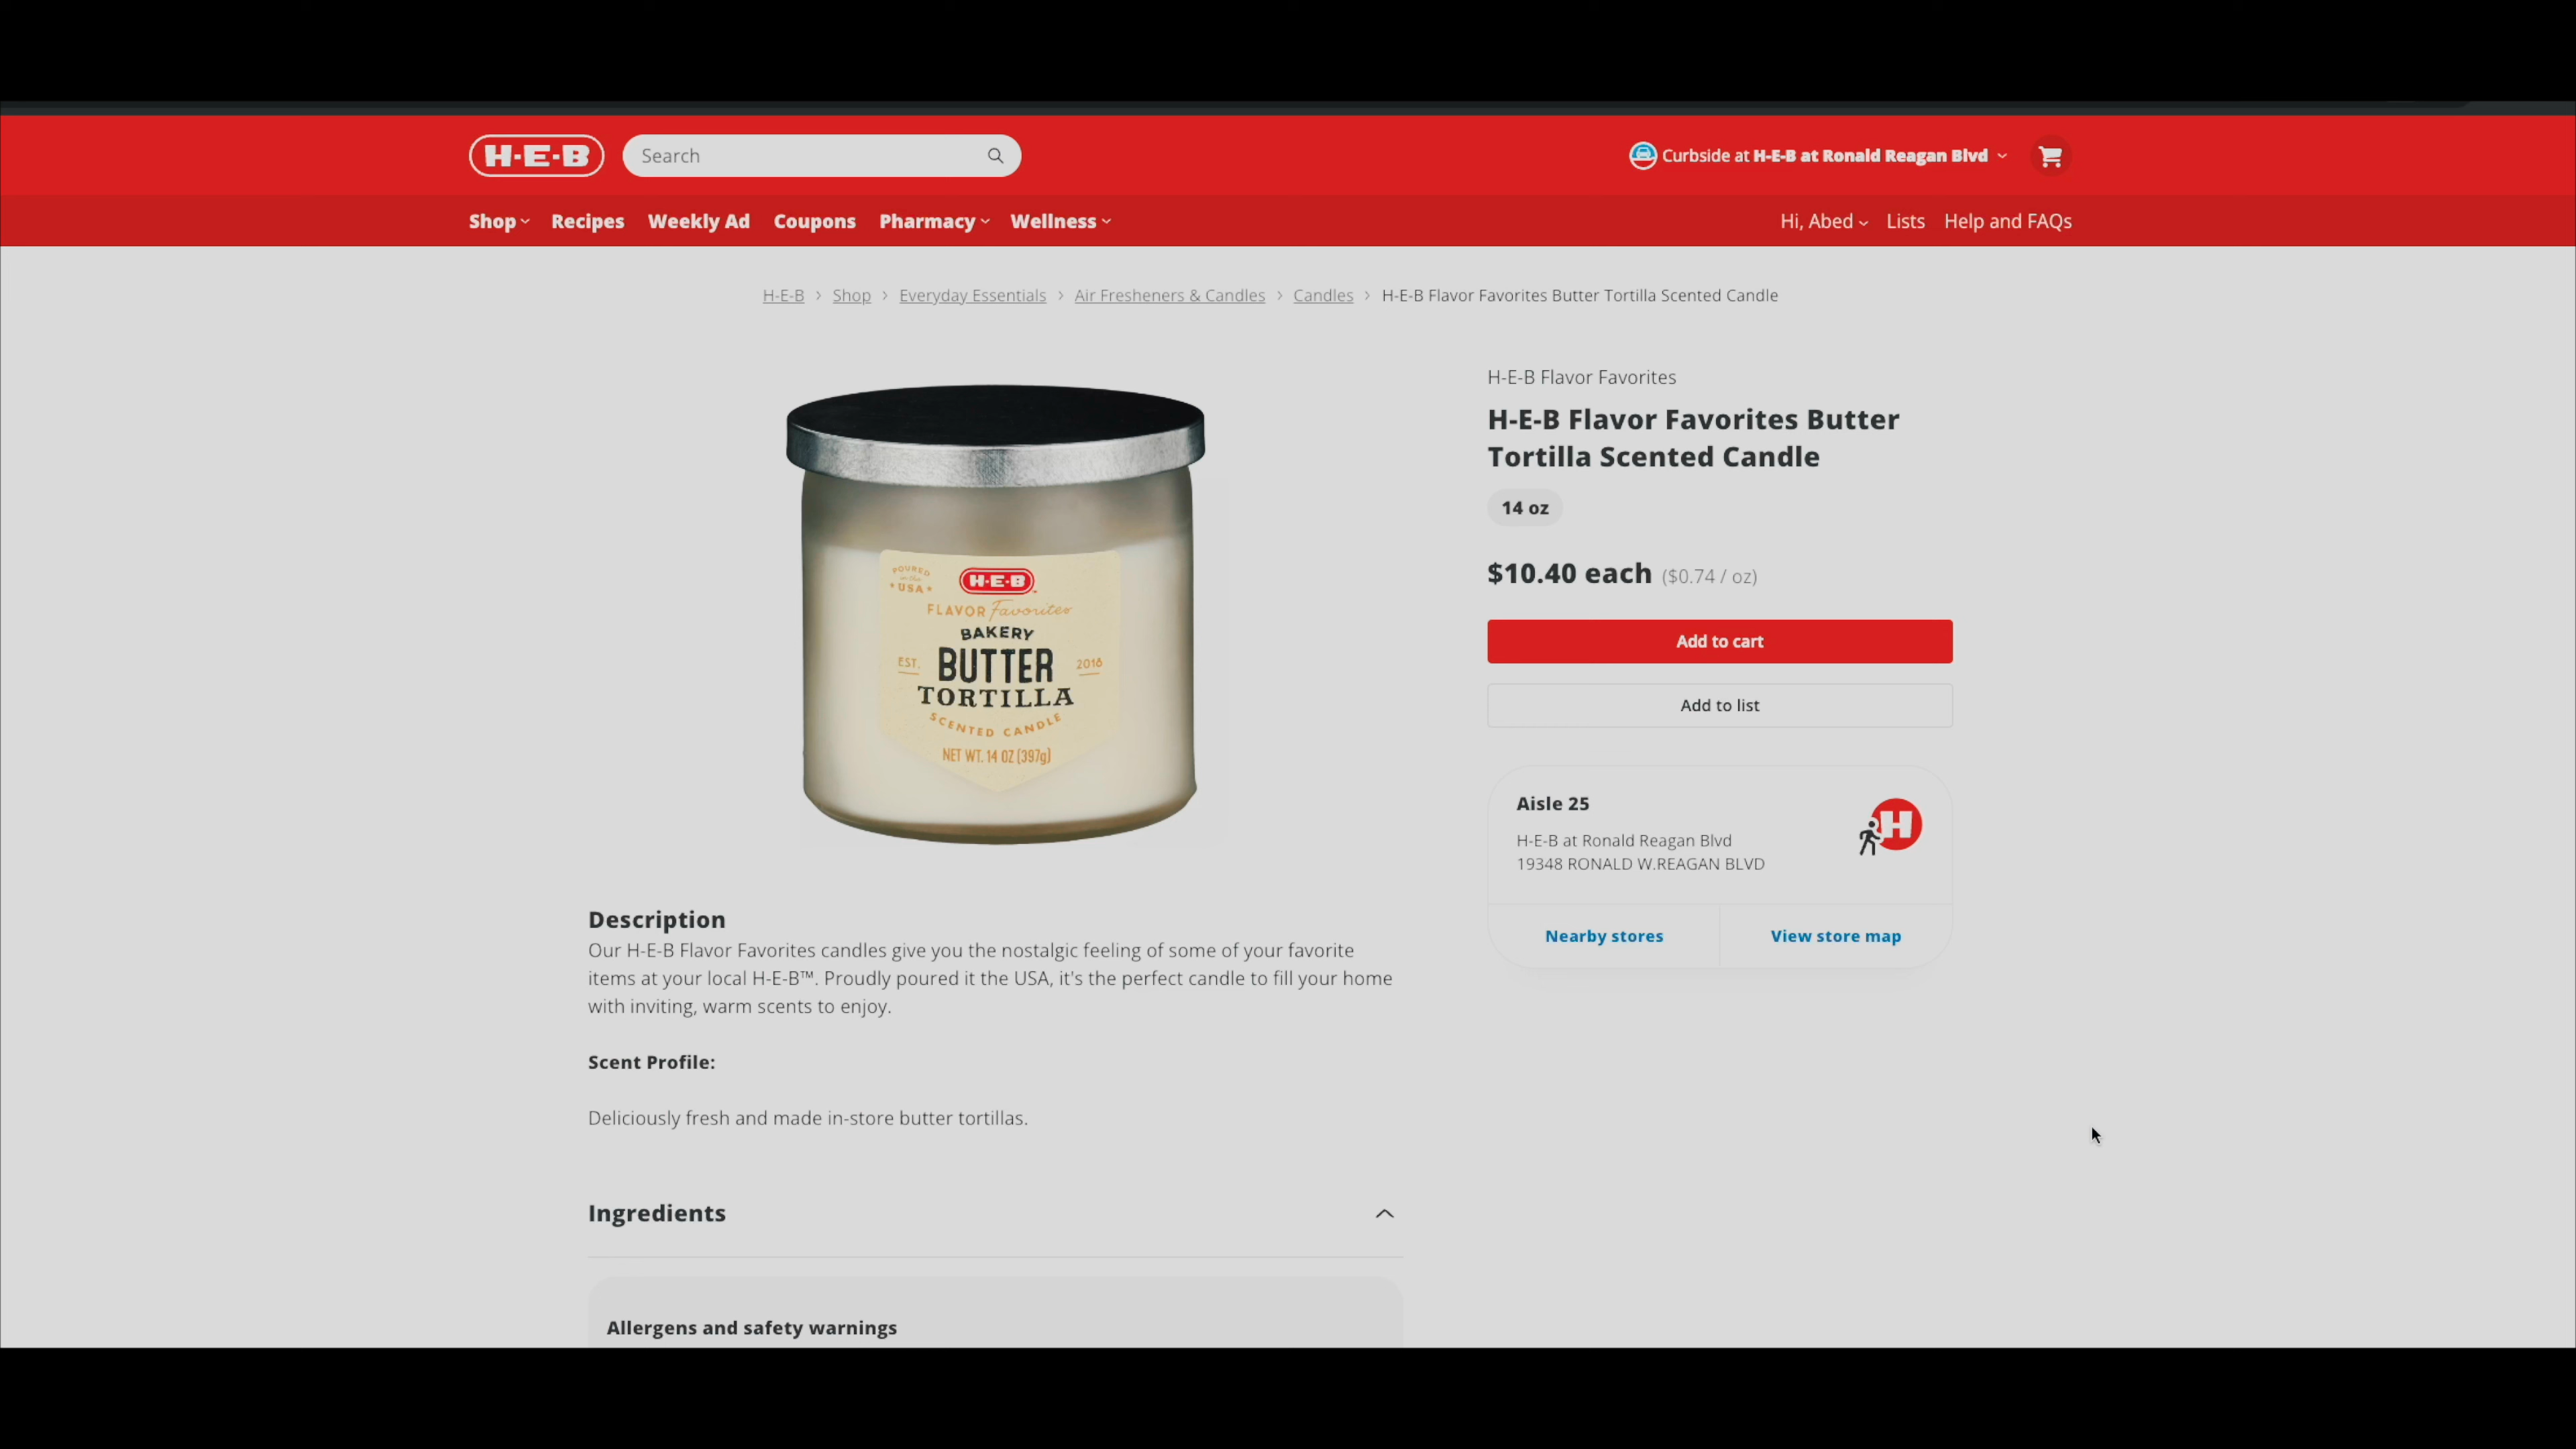 H-E-B
Search
Curbside at H-E-B at Ronald Reagan Blvd
Shop
Recipes
Weekly Ad
Coupons
Pharmacy
Wellness
Hi, Abed
Lists
Help and FAQs
H-E-B > Shop > Everyday Essentials > Air Fresheners & Candles > Candles > H-E-B Flavor Favorites Butter Tortilla Scented Candle
POURED
in the
USA
H-E-B
FLAVOR Favorites
BAKERY
EST. BUTTER 2018
TORTILLA
SCENTED CANDLE
NET WT. 14 OZ (397g)
H-E-B Flavor Favorites
H-E-B Flavor Favorites Butter
Tortilla Scented Candle
14 oz
$10.40 each ($0.74 / oz)
Add to cart
Add to list
Aisle 25
H-E-B at Ronald Reagan Blvd
19348 RONALD W.REAGAN BLVD
H
Nearby stores
View store map
Description
Our H-E-B Flavor Favorites candles give you the nostalgic feeling of some of your favorite
items at your local H-E-B™. Proudly poured it the USA, it's the perfect candle to fill your home
with inviting, warm scents to enjoy.
Scent Profile:
Deliciously fresh and made in-store butter tortillas.
Ingredients
Allergens and safety warnings